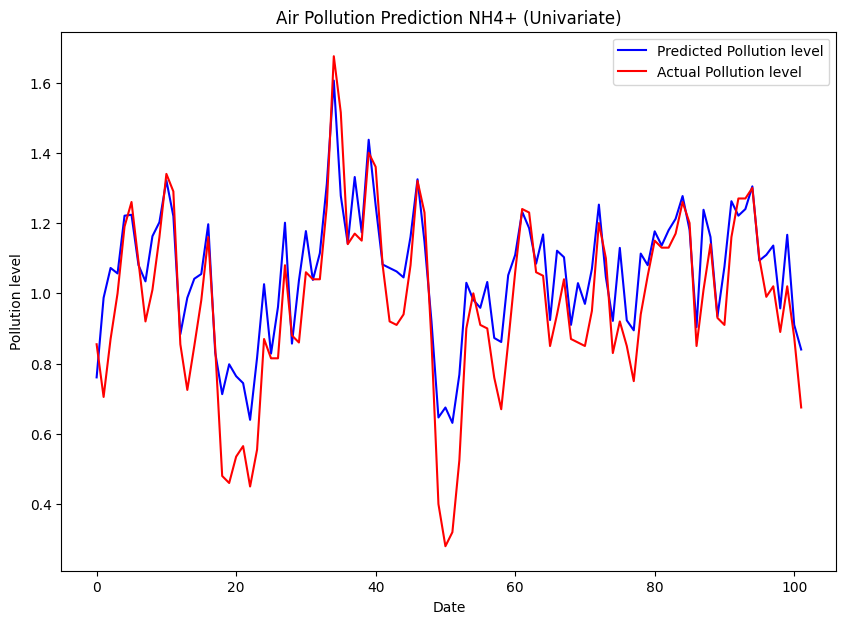 Air Pollution Prediction NH4+ (Univariate)
Predicted Pollution level
Actual Pollution level
Pollution level
1.6
1.4
1.2
1.0
0.8
0.6
0.4
0 20 40 60 80 100
Date